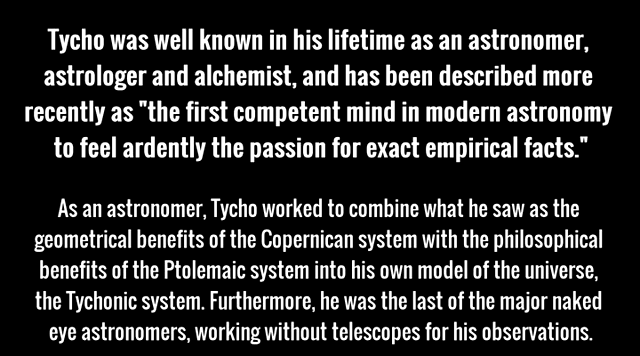 Tycho was well known in his lifetime as an astronomer,
astrologer and alchemist, and has been described more
recently as "the first competent mind in modern astronomy
to feel ardently the passion for exact empirical facts."
As an astronomer, Tycho worked to combine what he saw as the
geometrical benefits of the Copernican system with the philosophical
benefits of the Ptolemaic system into his own model of the universe,
the Tychonic system. Furthermore, he was the last of the major naked
eye astronomers, working without telescopes for his observations.